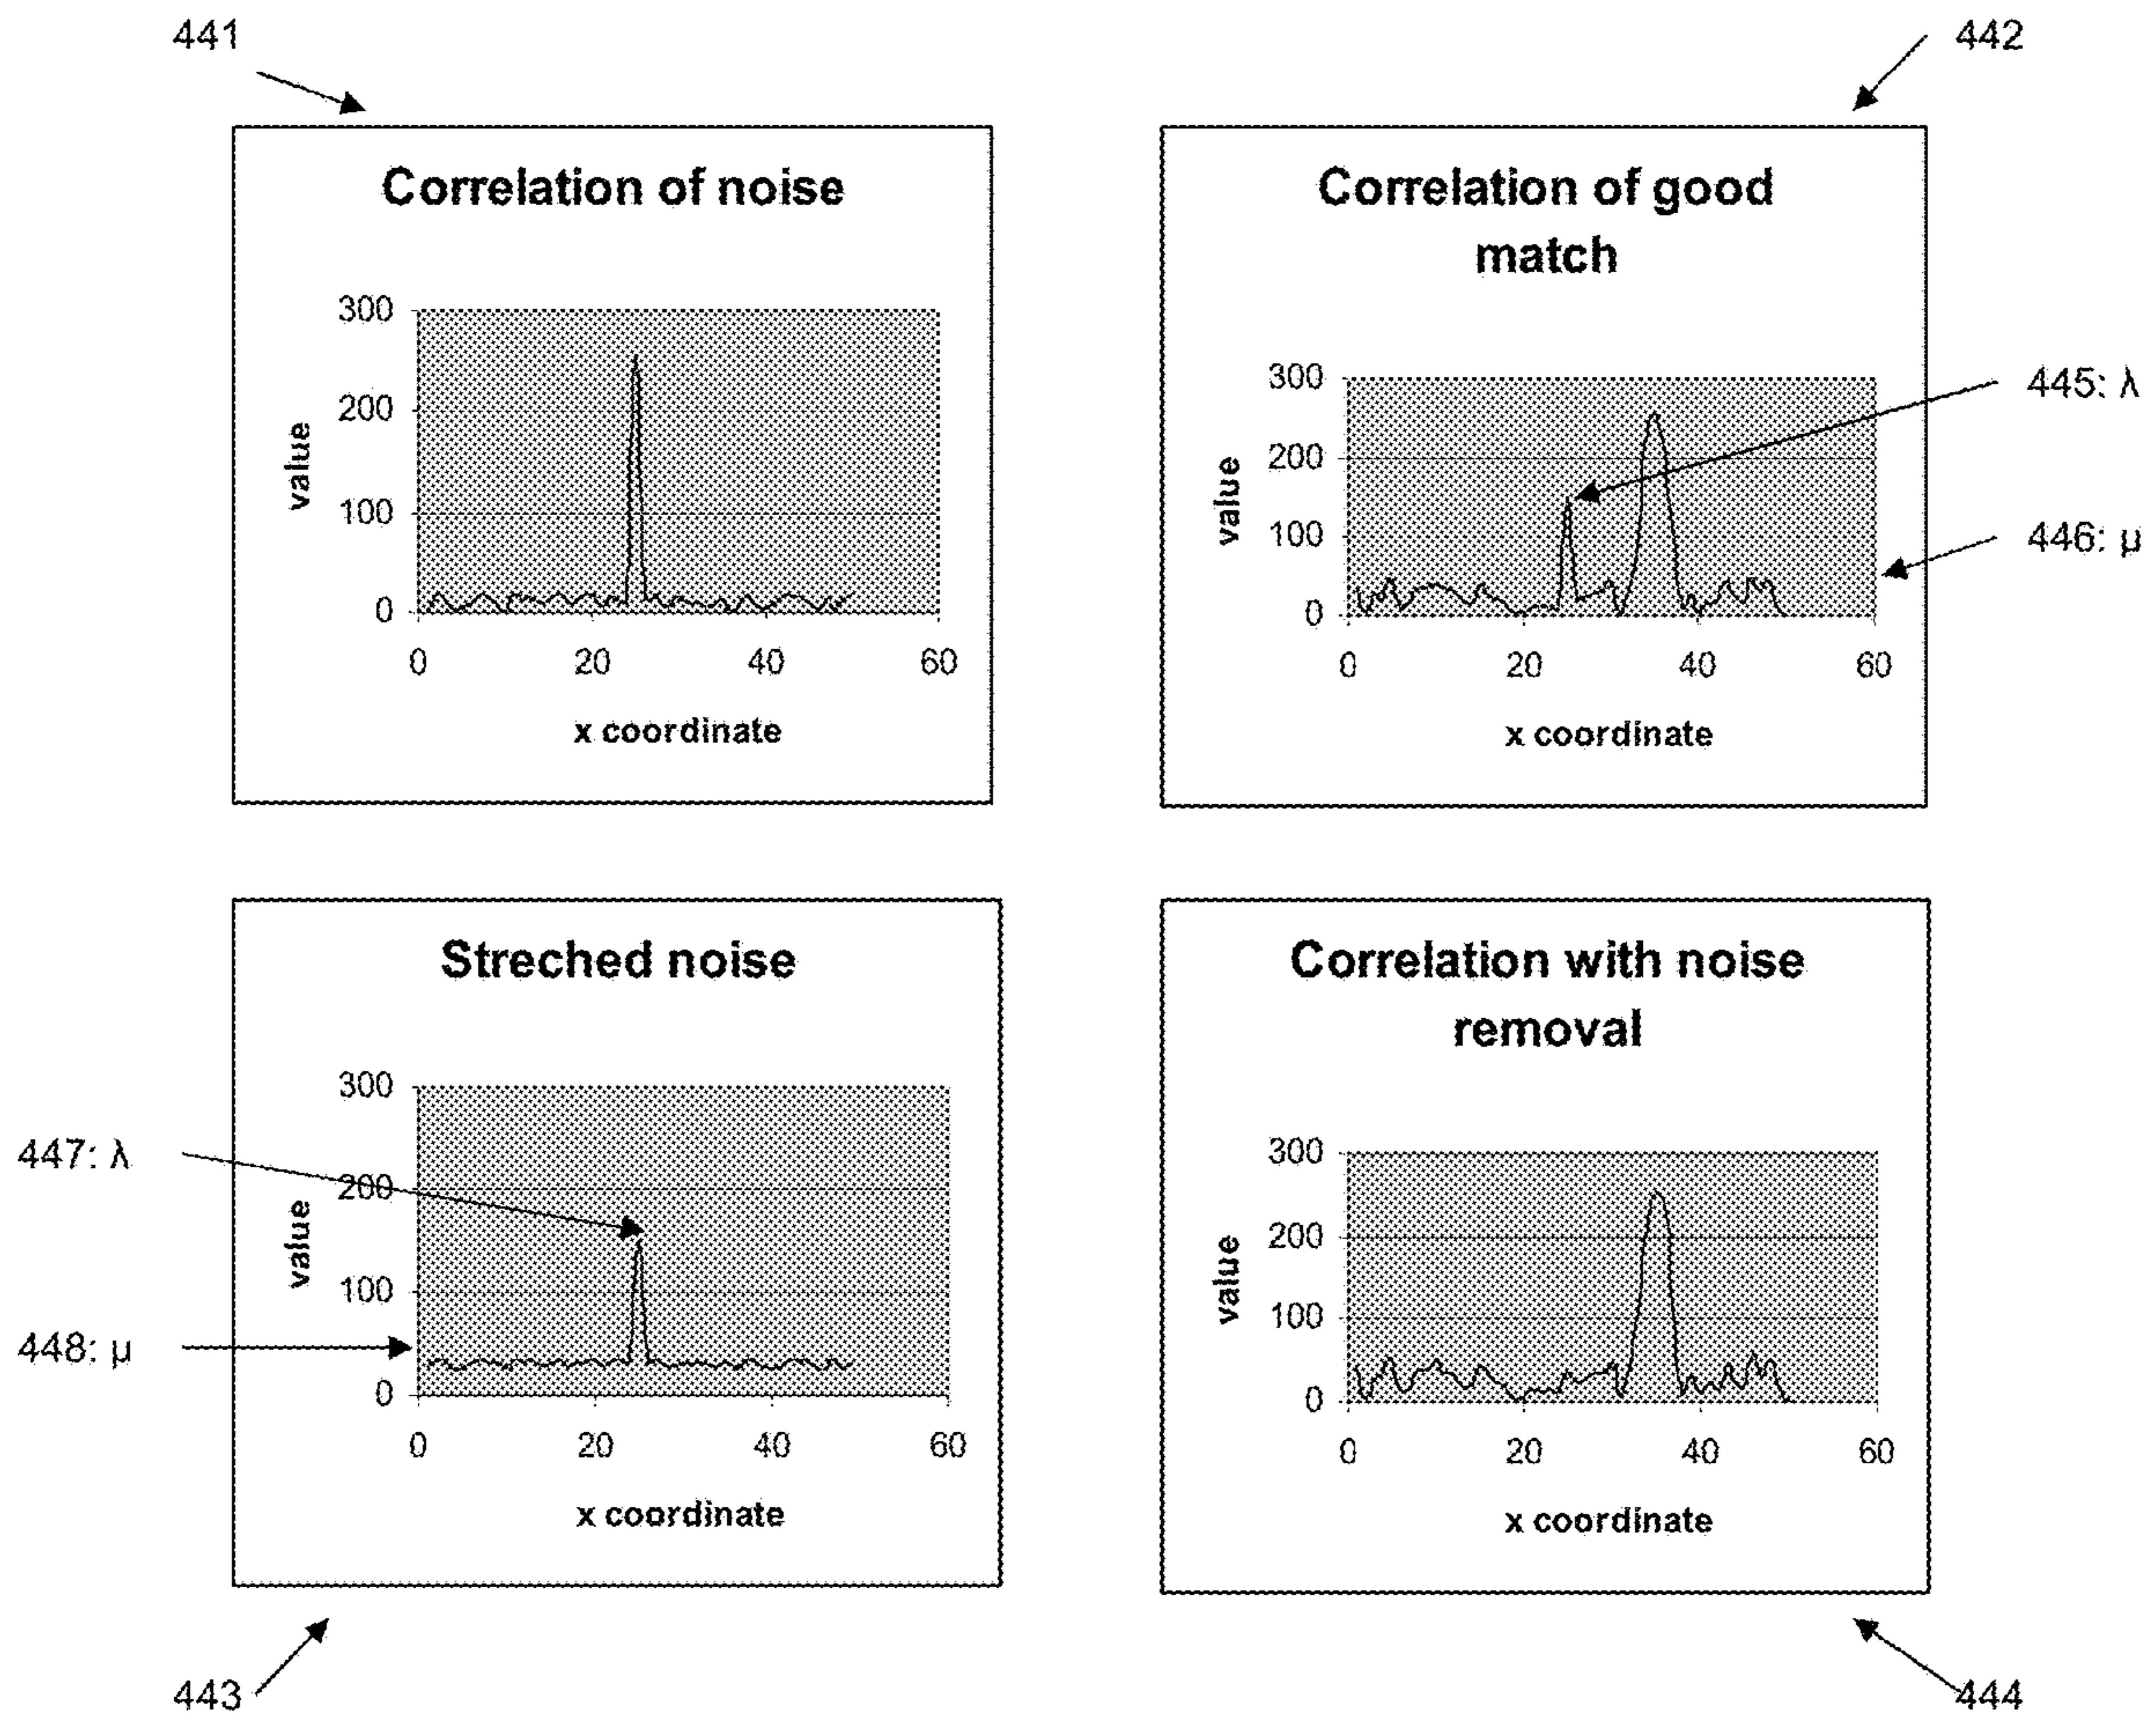 441
442
Correlation of noise
300
200
100
0
value
0 20 40 60
x coordinate
Correlation of good
match
300
200
100
0
value
0 20 40 60
x coordinate
445: λ
446: μ
Streched noise
300
200
100
0
value
0 20 40 60
x coordinate
447: λ
448: μ
Correlation with noise
removal
300
200
100
0
value
0 20 40 60
x coordinate
443
444